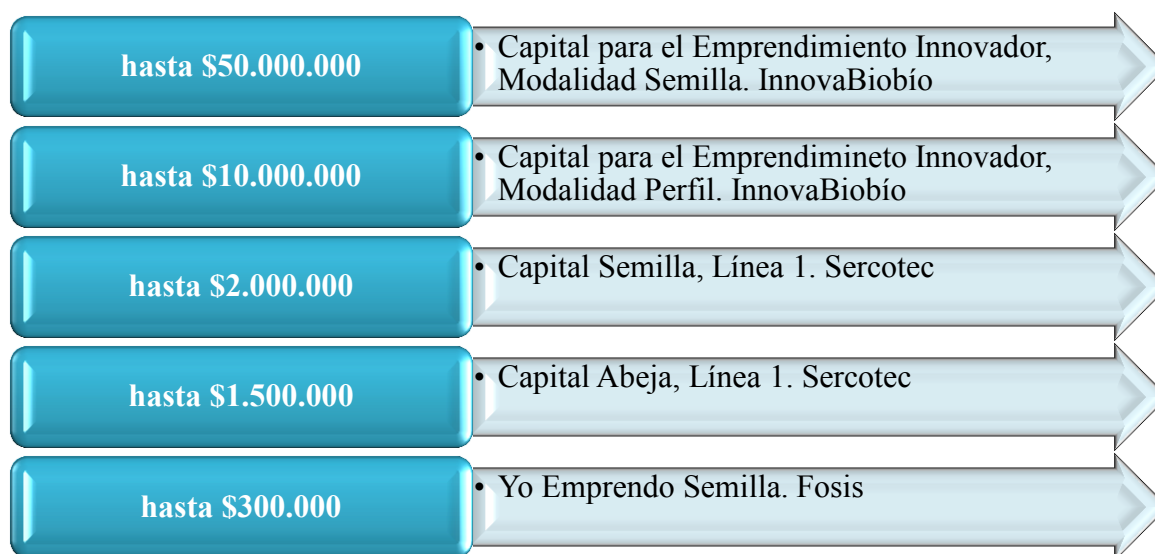 hasta $50.000.000
• Capital para el Emprendimiento Innovador,
Modalidad Semilla. InnovaBiobío
hasta $10.000.000
• Capital para el Emprendimineto Innovador,
Modalidad Perfil. InnovaBiobío
hasta $2.000.000
• Capital Semilla, Línea 1. Sercotec
hasta $1.500.000
• Capital Abeja, Línea 1. Sercotec
hasta $300.000
• Yo Emprendo Semilla. Fosis